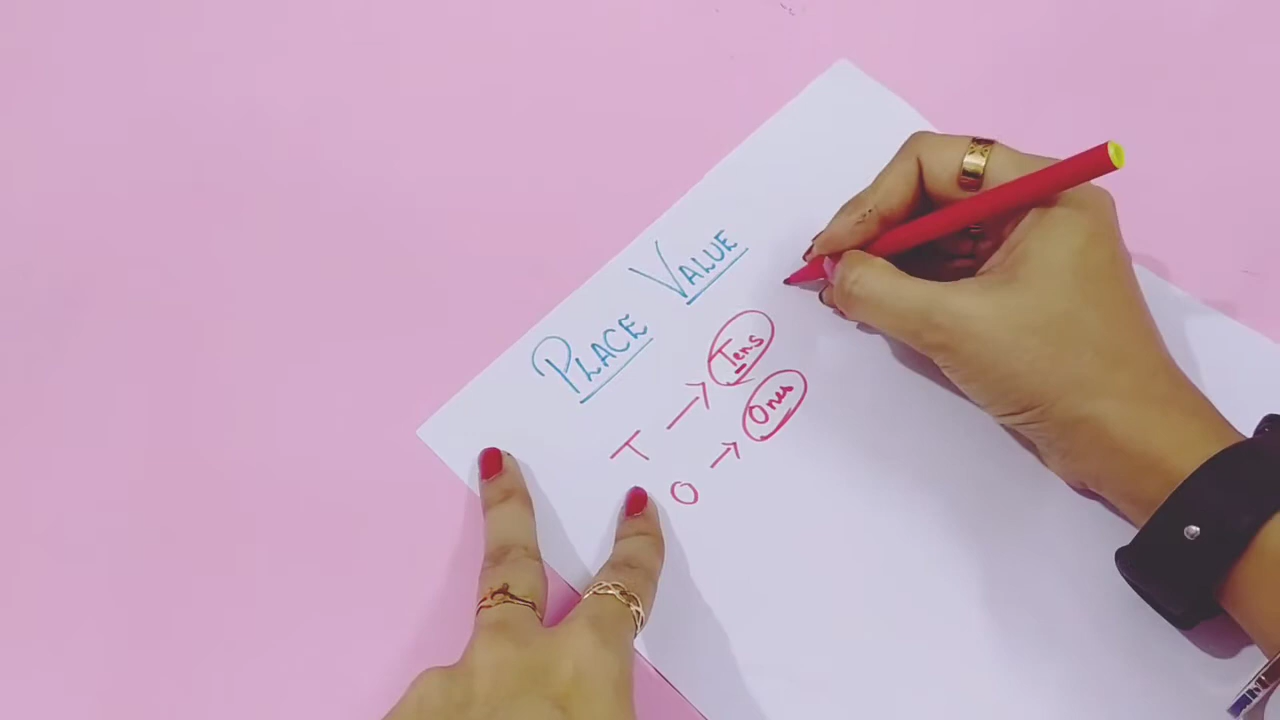 PLACE VALUE
T → Tens
O → Ones